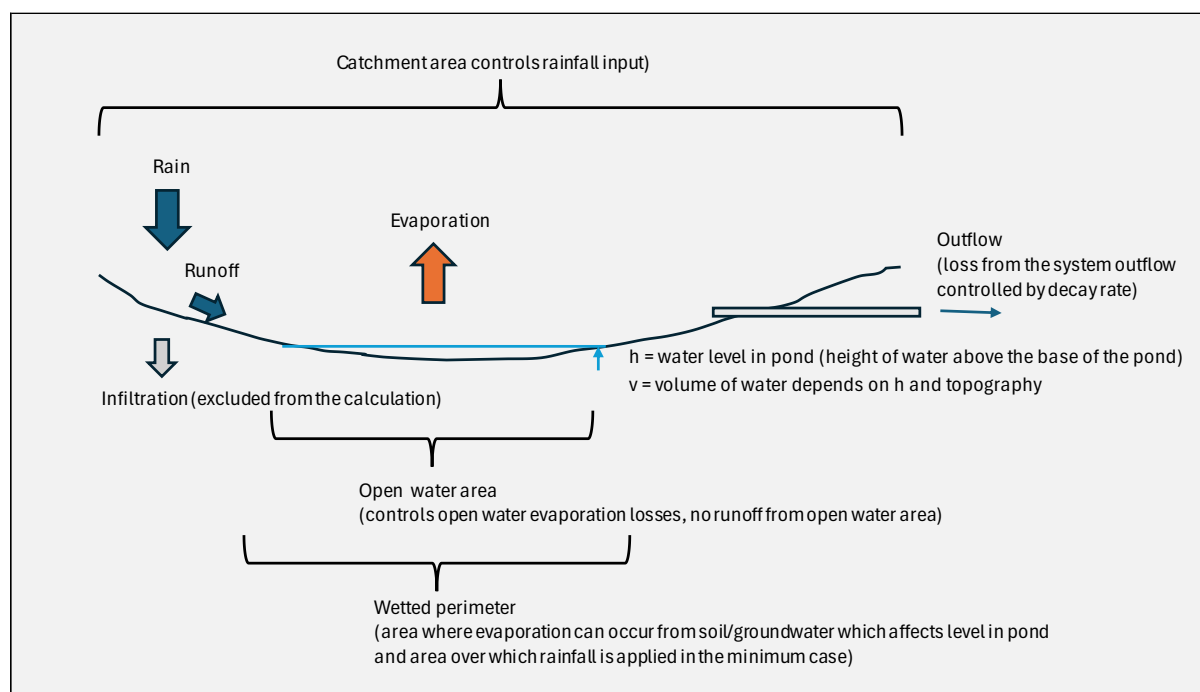 Catchment area controls rainfall input)
Rain
Evaporation
Runoff
Outflow
(loss from the system outflow
controlled by decay rate)
h = water level in pond (height of water above the base of the pond)
v = volume of water depends on h and topography
Infiltration (excluded from the calculation)
Open water area
(controls open water evaporation losses, no runoff from open water area)
Wetted perimeter
(area where evaporation can occur from soil/groundwater which affects level in pond
and area over which rainfall is applied in the minimum case)